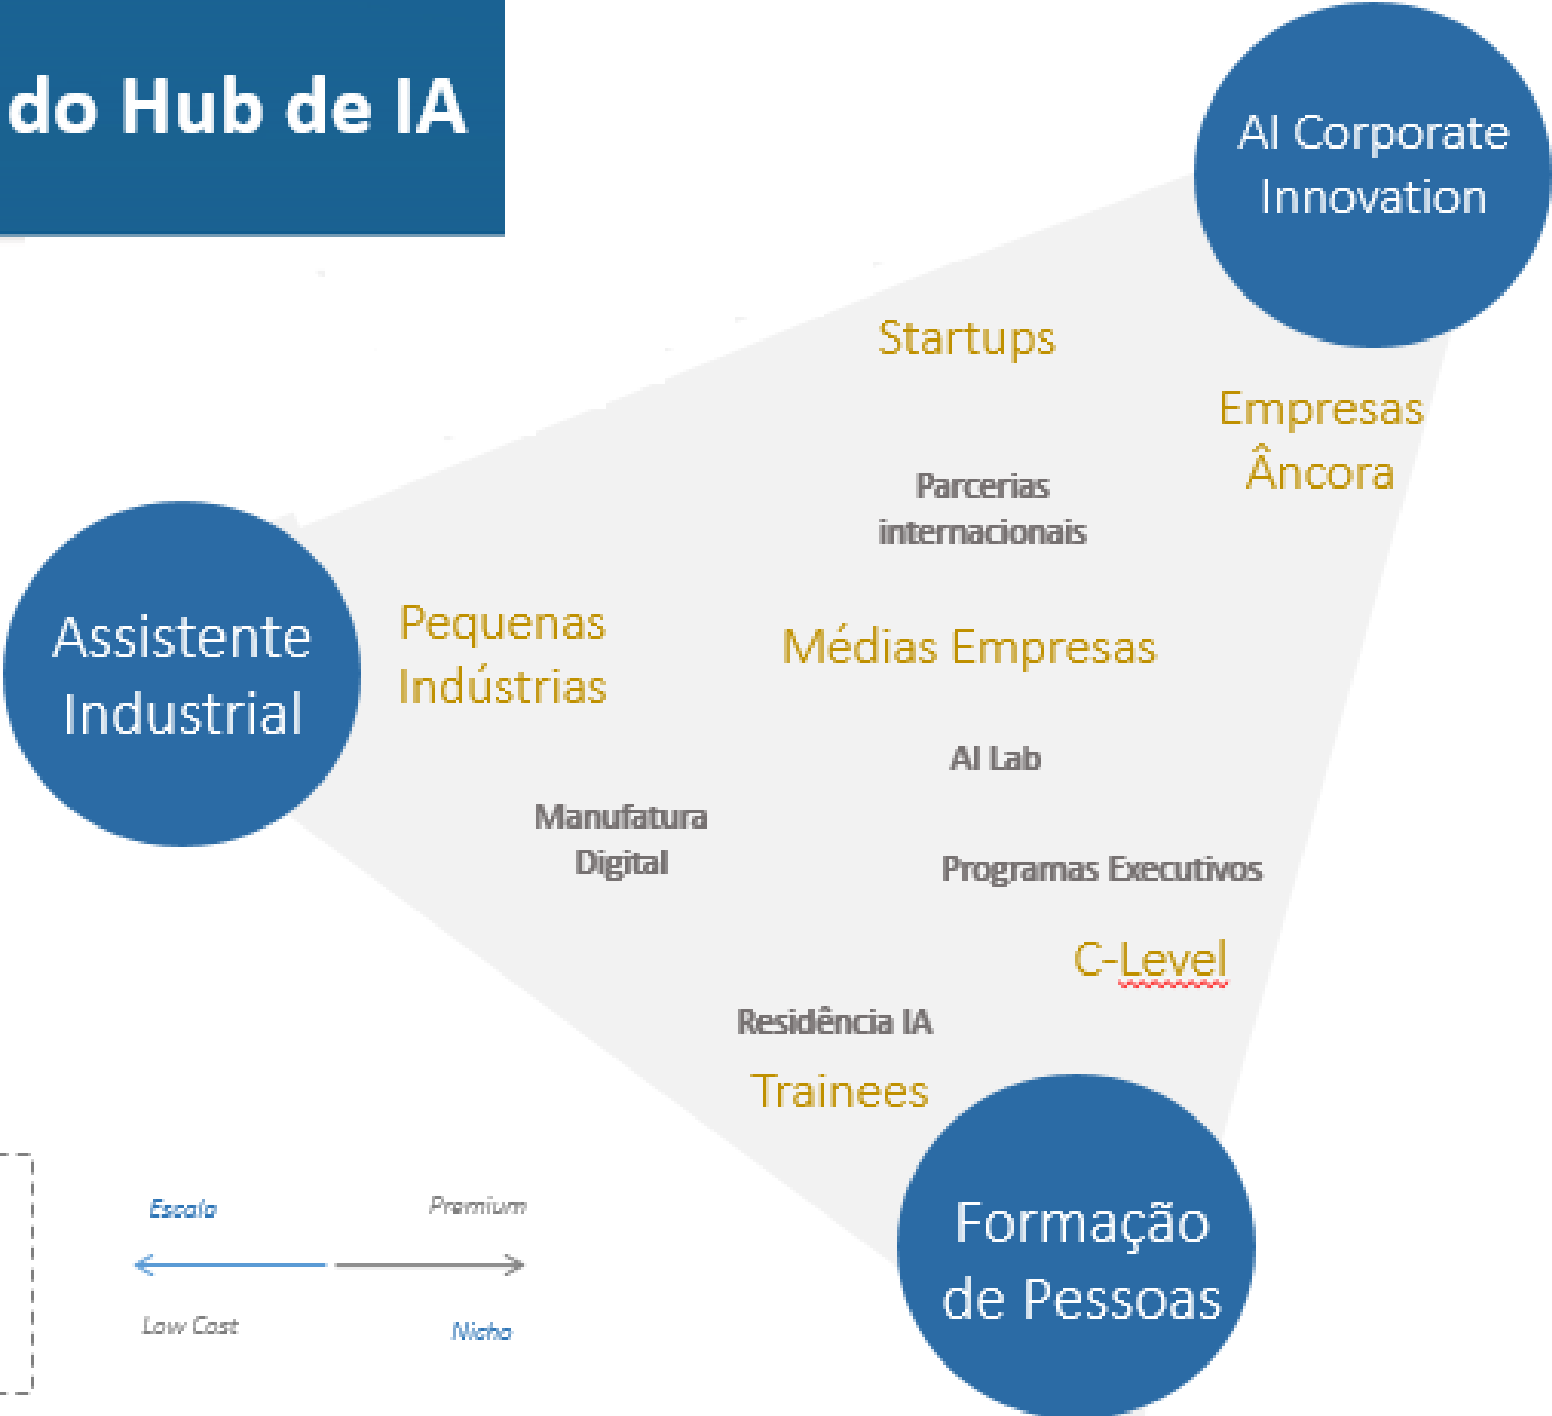 do Hub de IA
AI Corporate
Innovation
Startups
Empresas
Âncora
Parcerias
internacionais
Assistente
Industrial
Pequenas
Indústrias
Médias Empresas
AI Lab
Manufatura
Digital
Programas Executivos
C-Level
Residência IA
Trainees
Formação
de Pessoas
Escala
Premium
Low Cost
Nicho